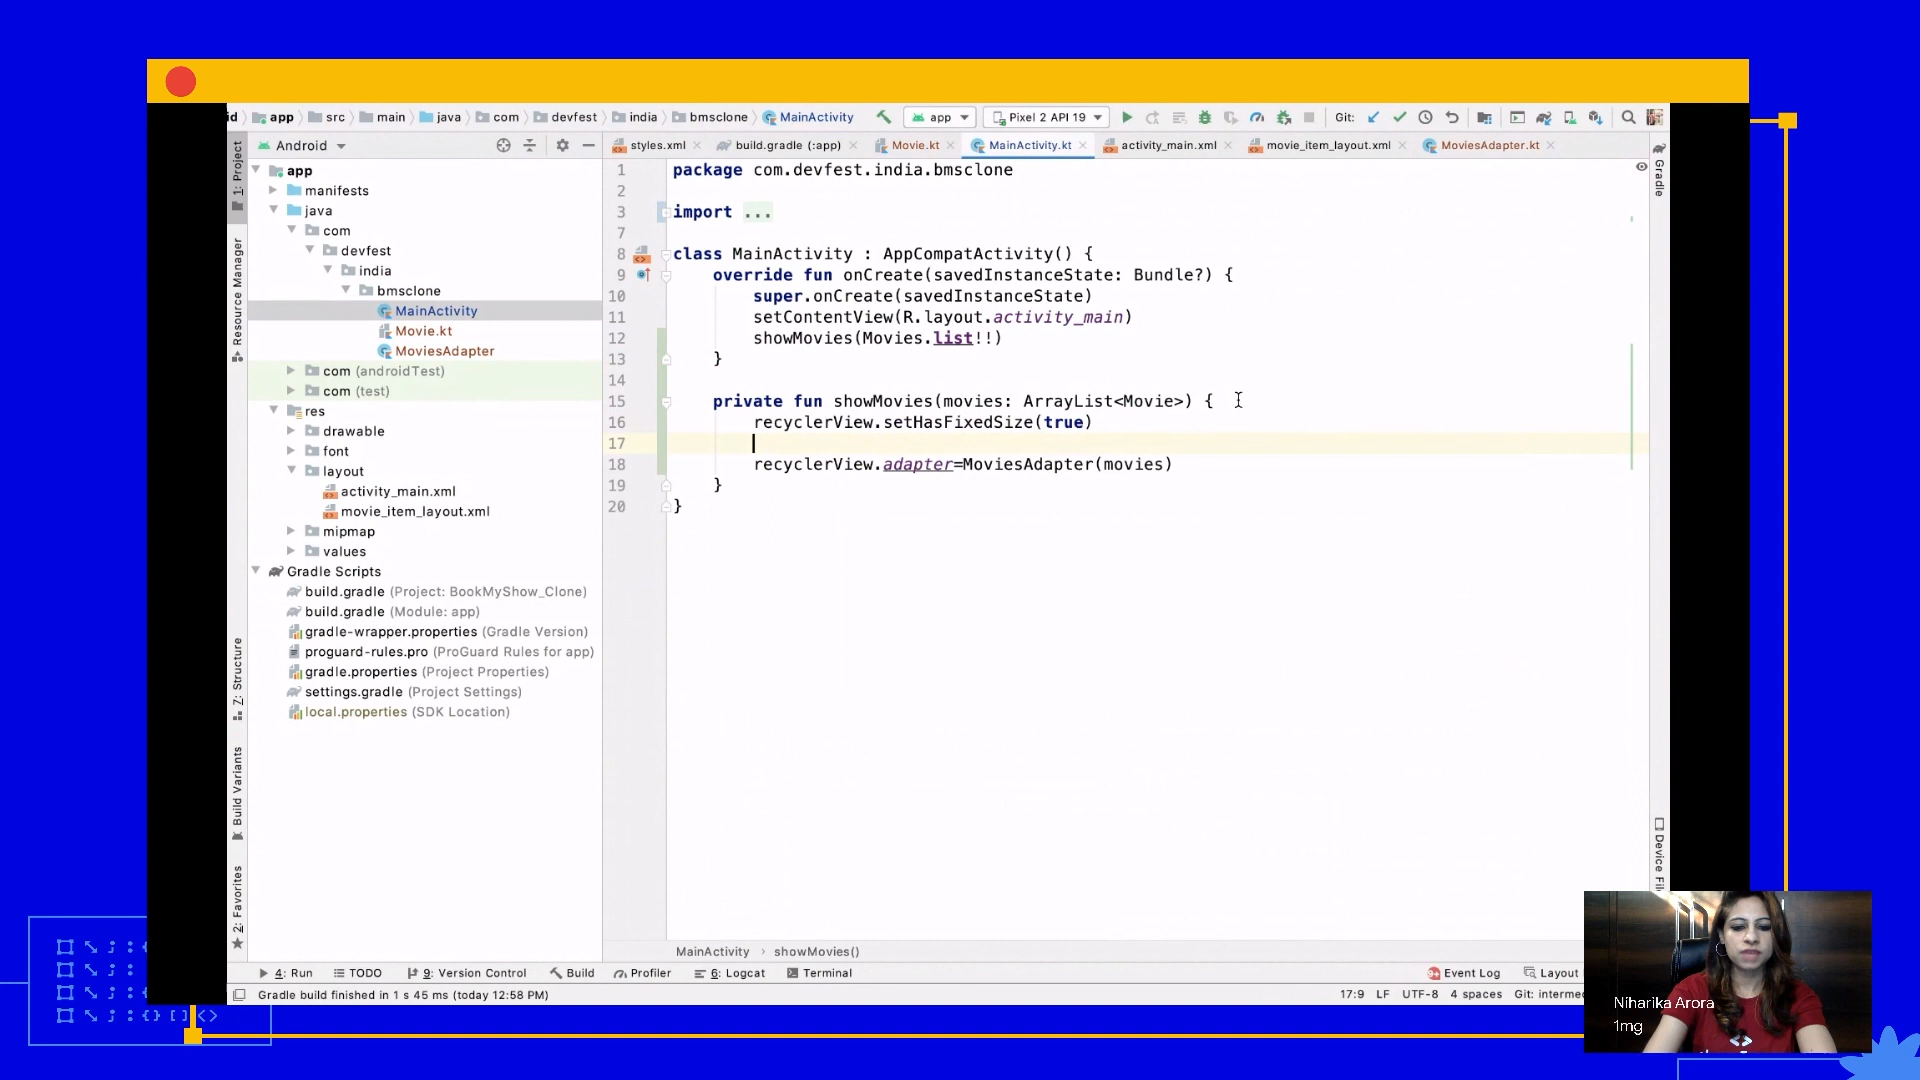 id app src main java com devfest india bmsclone MainActivity app Pixel 2 API 19 Git:
Android
styles.xml build.gradle (:app) Movie.kt MainActivity.kt activity_main.xml movie_item_layout.xml MoviesAdapter.kt
1: Project
Resource Manager
7: Structure
Build Variants
2: Favorites
app
manifests
java
com
devfest
india
bmsclone
MainActivity
Movie.kt
MoviesAdapter
com (androidTest)
com (test)
res
drawable
font
layout
activity_main.xml
movie_item_layout.xml
mipmap
values
Gradle Scripts
build.gradle (Project: BookMyShow_Clone)
build.gradle (Module: app)
gradle-wrapper.properties (Gradle Version)
proguard-rules.pro (ProGuard Rules for app)
gradle.properties (Project Properties)
settings.gradle (Project Settings)
local.properties (SDK Location)
1 package com.devfest.india.bmsclone
2
3 import ...
7
8 class MainActivity : AppCompatActivity() {
9 override fun onCreate(savedInstanceState: Bundle?) {
10 super.onCreate(savedInstanceState)
11 setContentView(R.layout.activity_main)
12 showMovies(Movies.list!!)
13 }
14
15 private fun showMovies(movies: ArrayList<Movie>) {
16 recyclerView.setHasFixedSize(true)
17
18 recyclerView.adapter=MoviesAdapter(movies)
19 }
20 }
Gradle
Device Fil
MainActivity › showMovies()
4: Run TODO 9: Version Control Build Profiler 6: Logcat Terminal Event Log Layout
Gradle build finished in 1 s 45 ms (today 12:58 PM) 17:9 LF UTF-8 4 spaces Git: interme
Niharika Arora
1mg